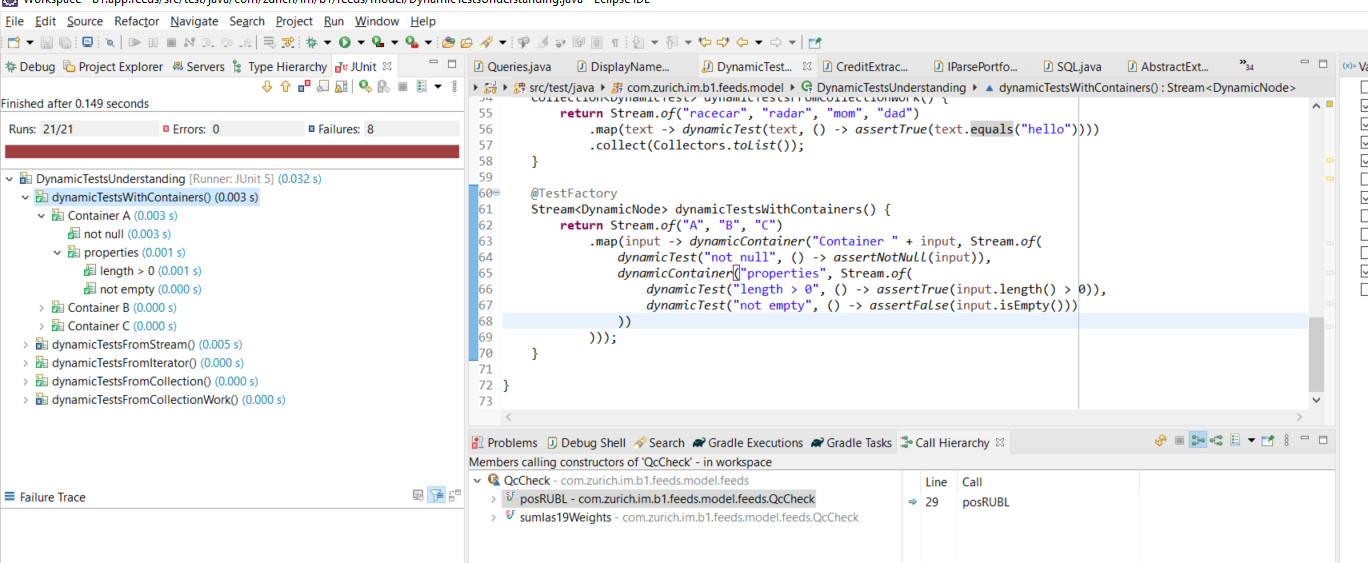 Workspace - b1.app.feeds/src/test/java/com/zurich/im/b1/feeds/model/DynamicTestsUnderstanding.java - Eclipse IDE
File Edit Source Refactor Navigate Search Project Run Window Help
Debug Project Explorer Servers Type Hierarchy JUnit
Finished after 0.149 seconds
Runs: 21/21 Errors: 0 Failures: 8
DynamicTestsUnderstanding [Runner: JUnit 5] (0.032 s)
dynamicTestsWithContainers() (0.003 s)
Container A (0.003 s)
not null (0.003 s)
properties (0.001 s)
length > 0 (0.001 s)
not empty (0.000 s)
Container B (0.000 s)
Container C (0.000 s)
dynamicTestsFromStream() (0.005 s)
dynamicTestsFromIterator() (0.000 s)
dynamicTestsFromCollection() (0.000 s)
dynamicTestsFromCollectionWork() (0.000 s)
Failure Trace
Queries.java DisplayName... DynamicTest... CreditExtrac... IParsePortfo... SQL.java AbstractExt... »34
src/test/java com.zurich.im.b1.feeds.model DynamicTestsUnderstanding dynamicTestsWithContainers() : Stream<DynamicNode>
54 Collection<DynamicTest> dynamicTestsFromCollectionWork() {
55 return Stream.of("racecar", "radar", "mom", "dad")
56 .map(text -> dynamicTest(text, () -> assertTrue(text.equals("hello"))))
57 .collect(Collectors.toList());
58 }
59
60 @TestFactory
61 Stream<DynamicNode> dynamicTestsWithContainers() {
62 return Stream.of("A", "B", "C")
63 .map(input -> dynamicContainer("Container " + input, Stream.of(
64 dynamicTest("not null", () -> assertNotNull(input)),
65 dynamicContainer("properties", Stream.of(
66 dynamicTest("length > 0", () -> assertTrue(input.length() > 0)),
67 dynamicTest("not empty", () -> assertFalse(input.isEmpty()))
68 ))
69 )));
70 }
71
72 }
73
(x)= Va
Problems Debug Shell Search Gradle Executions Gradle Tasks Call Hierarchy
Members calling constructors of 'QcCheck' - in workspace
QcCheck - com.zurich.im.b1.feeds.model.feeds
posRUBL - com.zurich.im.b1.feeds.model.feeds.QcCheck
sumIas19Weights - com.zurich.im.b1.feeds.model.feeds.QcCheck
Line Call
29 posRUBL